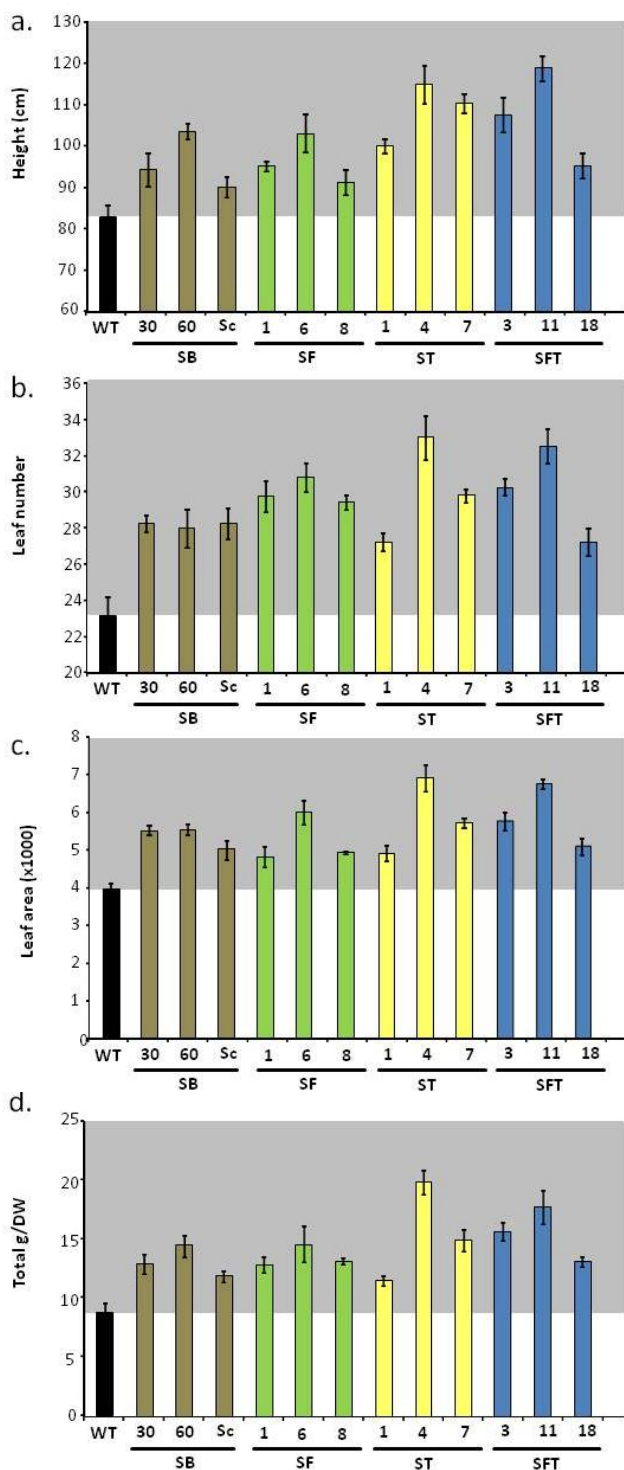 a.
Height (cm)
130
120
110
100
90
80
70
60
WT 30 60 Sc 1 6 8 1 4 7 3 11 18
SB SF ST SFT
b.
Leaf number
36
34
32
30
28
26
24
22
20
WT 30 60 Sc 1 6 8 1 4 7 3 11 18
SB SF ST SFT
c.
Leaf area (x1000)
8
7
6
5
4
3
2
1
0
WT 30 60 Sc 1 6 8 1 4 7 3 11 18
SB SF ST SFT
d.
Total g/DW
25
20
15
10
5
0
WT 30 60 Sc 1 6 8 1 4 7 3 11 18
SB SF ST SFT